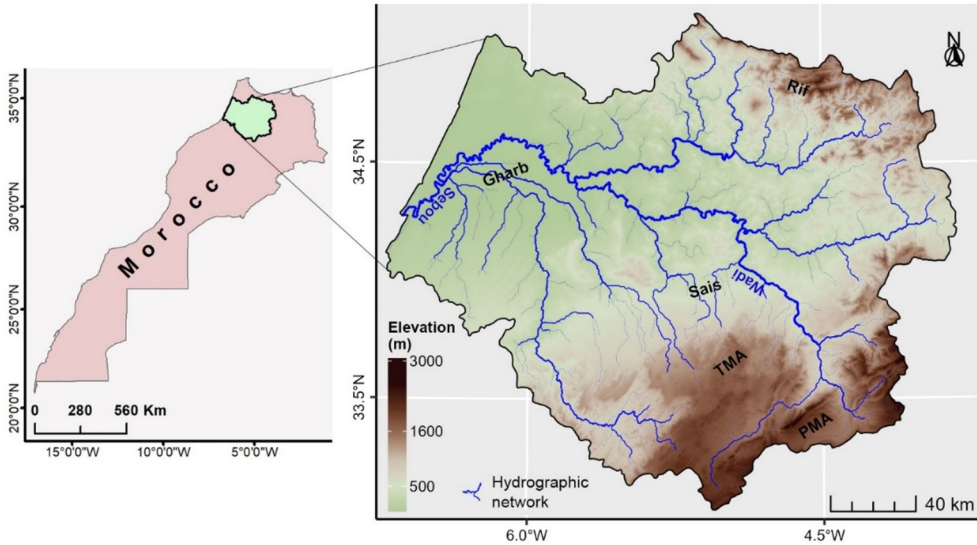 35°0'0"N
30°0'0"N
25°0'0"N
20°0'0"N
Morocco
0 280 560 Km
15°0'0"W 10°0'0"W 5°0'0"W
N
34.5°N
33.5°N
Rif
Gharb
Sebou
Sais
Wadi
TMA
PMA
Elevation
(m)
3000
1600
500
Hydrographic
network
40 km
6.0°W 4.5°W